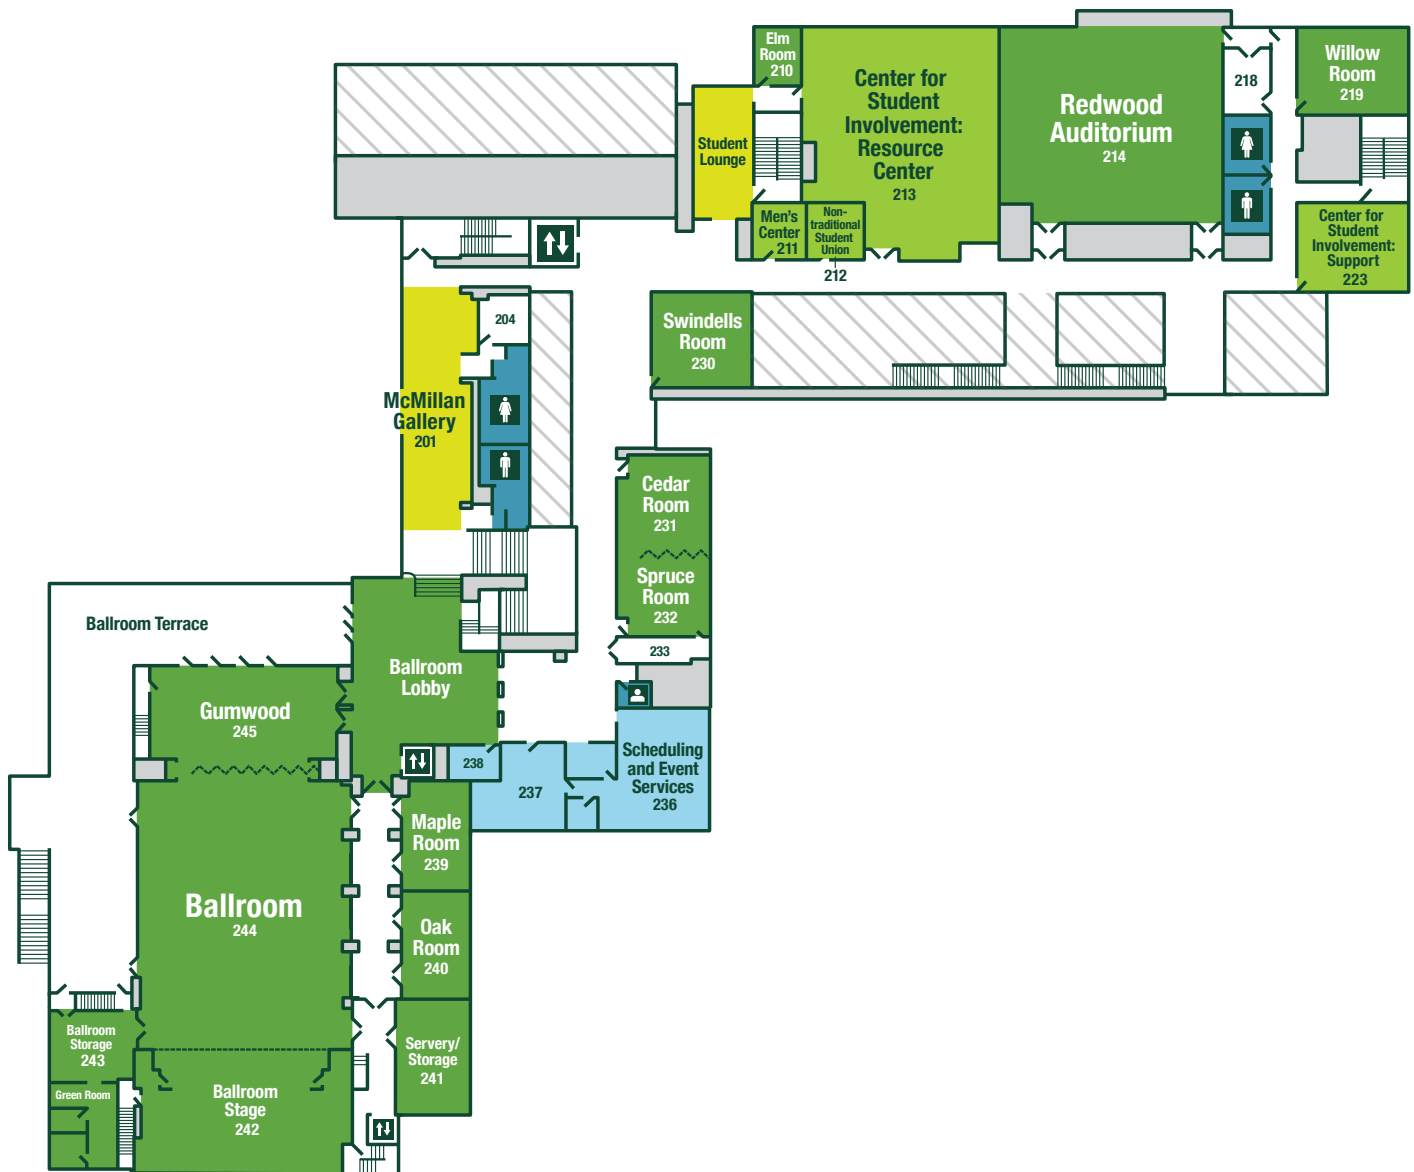 Elm
Room
210
Center for
Student
Involvement:
Resource
Center
213
Redwood
Auditorium
214
218
Willow
Room
219
Student
Lounge
Men's
Center
211
Non-
traditional
Student
Union
212
Center for
Student
Involvement:
Support
223
204
Swindells
Room
230
McMillan
Gallery
201
Cedar
Room
231
Spruce
Room
232
233
Ballroom Terrace
Ballroom
Lobby
Gumwood
245
238
237
Scheduling
and Event
Services
236
Maple
Room
239
Ballroom
244
Oak
Room
240
Ballroom
Storage
243
Servery/
Storage
241
Green Room
Ballroom
Stage
242